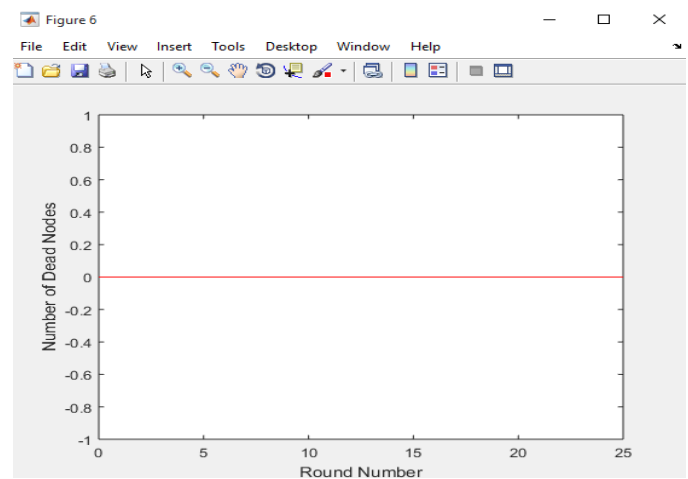 Figure 6
File Edit View Insert Tools Desktop Window Help
1
0.8
0.6
0.4
0.2
0
-0.2
-0.4
-0.6
-0.8
-1
Number of Dead Nodes
0 5 10 15 20 25
Round Number